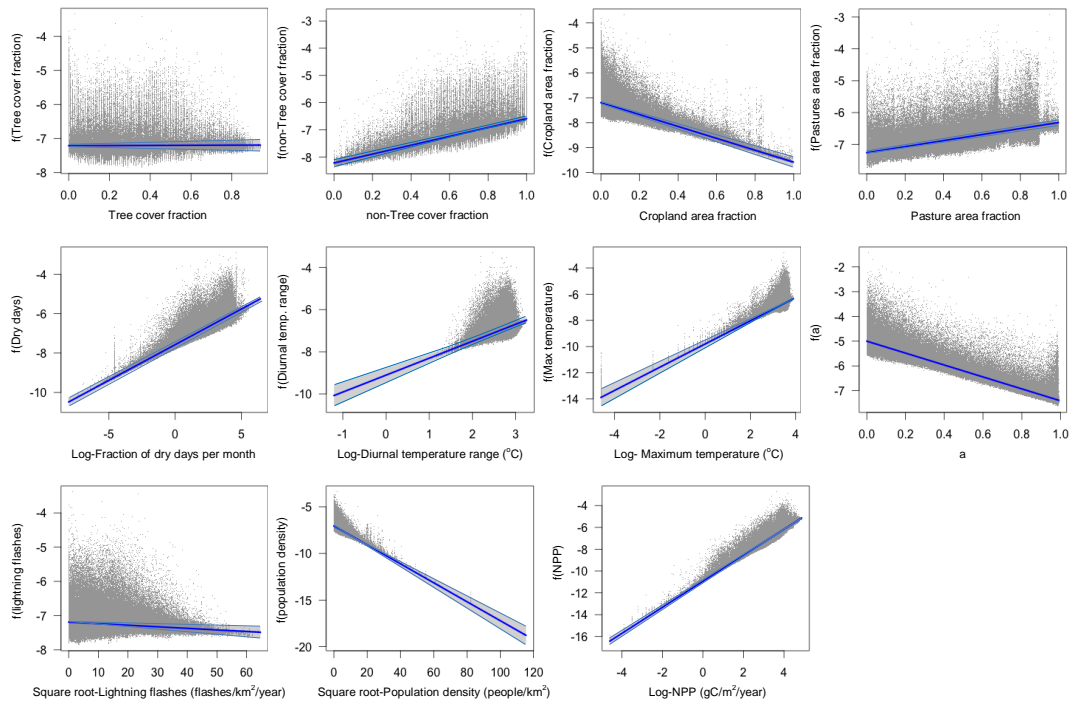 f(Tree cover fraction)
-4
-5
-6
-7
-8
0.0 0.2 0.4 0.6 0.8
Tree cover fraction
f(non-Tree cover fraction)
-3
-4
-5
-6
-7
-8
0.0 0.2 0.4 0.6 0.8 1.0
non-Tree cover fraction
f(Cropland area fraction)
-4
-5
-6
-7
-8
-9
-10
0.0 0.2 0.4 0.6 0.8 1.0
Cropland area fraction
f(Pastures area fraction)
-3
-4
-5
-6
-7
0.0 0.2 0.4 0.6 0.8 1.0
Pasture area fraction
f(Dry days)
-4
-6
-8
-10
-5 0 5
Log-Fraction of dry days per month
f(Diurnal temp. range)
-4
-6
-8
-10
-1 0 1 2 3
Log-Diurnal temperature range (°C)
f(Max temperature)
-4
-6
-8
-10
-12
-14
-4 -2 0 2 4
Log- Maximum temperature (°C)
f(a)
-2
-3
-4
-5
-6
-7
0.0 0.2 0.4 0.6 0.8 1.0
a
f(lightning flashes)
-4
-5
-6
-7
-8
0 10 20 30 40 50 60
Square root-Lightning flashes (flashes/km²/year)
f(population density)
-5
-10
-15
-20
0 20 40 60 80 100 120
Square root-Population density (people/km²)
f(NPP)
-4
-6
-8
-10
-12
-14
-16
-4 -2 0 2 4
Log-NPP (gC/m²/year)